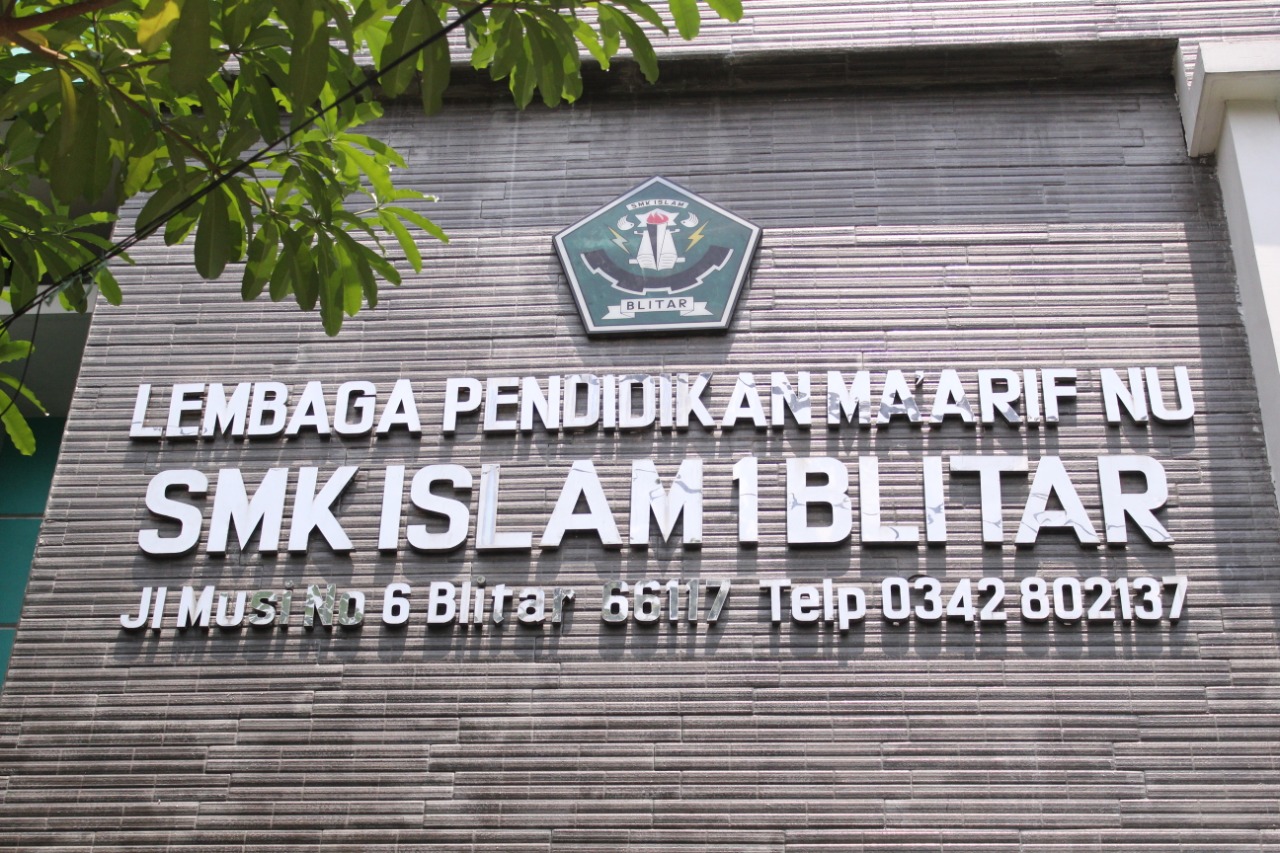 SMK ISLAM
BLITAR
LEMBAGA PENDIDIKAN MA'ARIF NU
SMK ISLAM 1 BLITAR
Jl Musi No 6 Blitar 66117 Telp 0342 802137